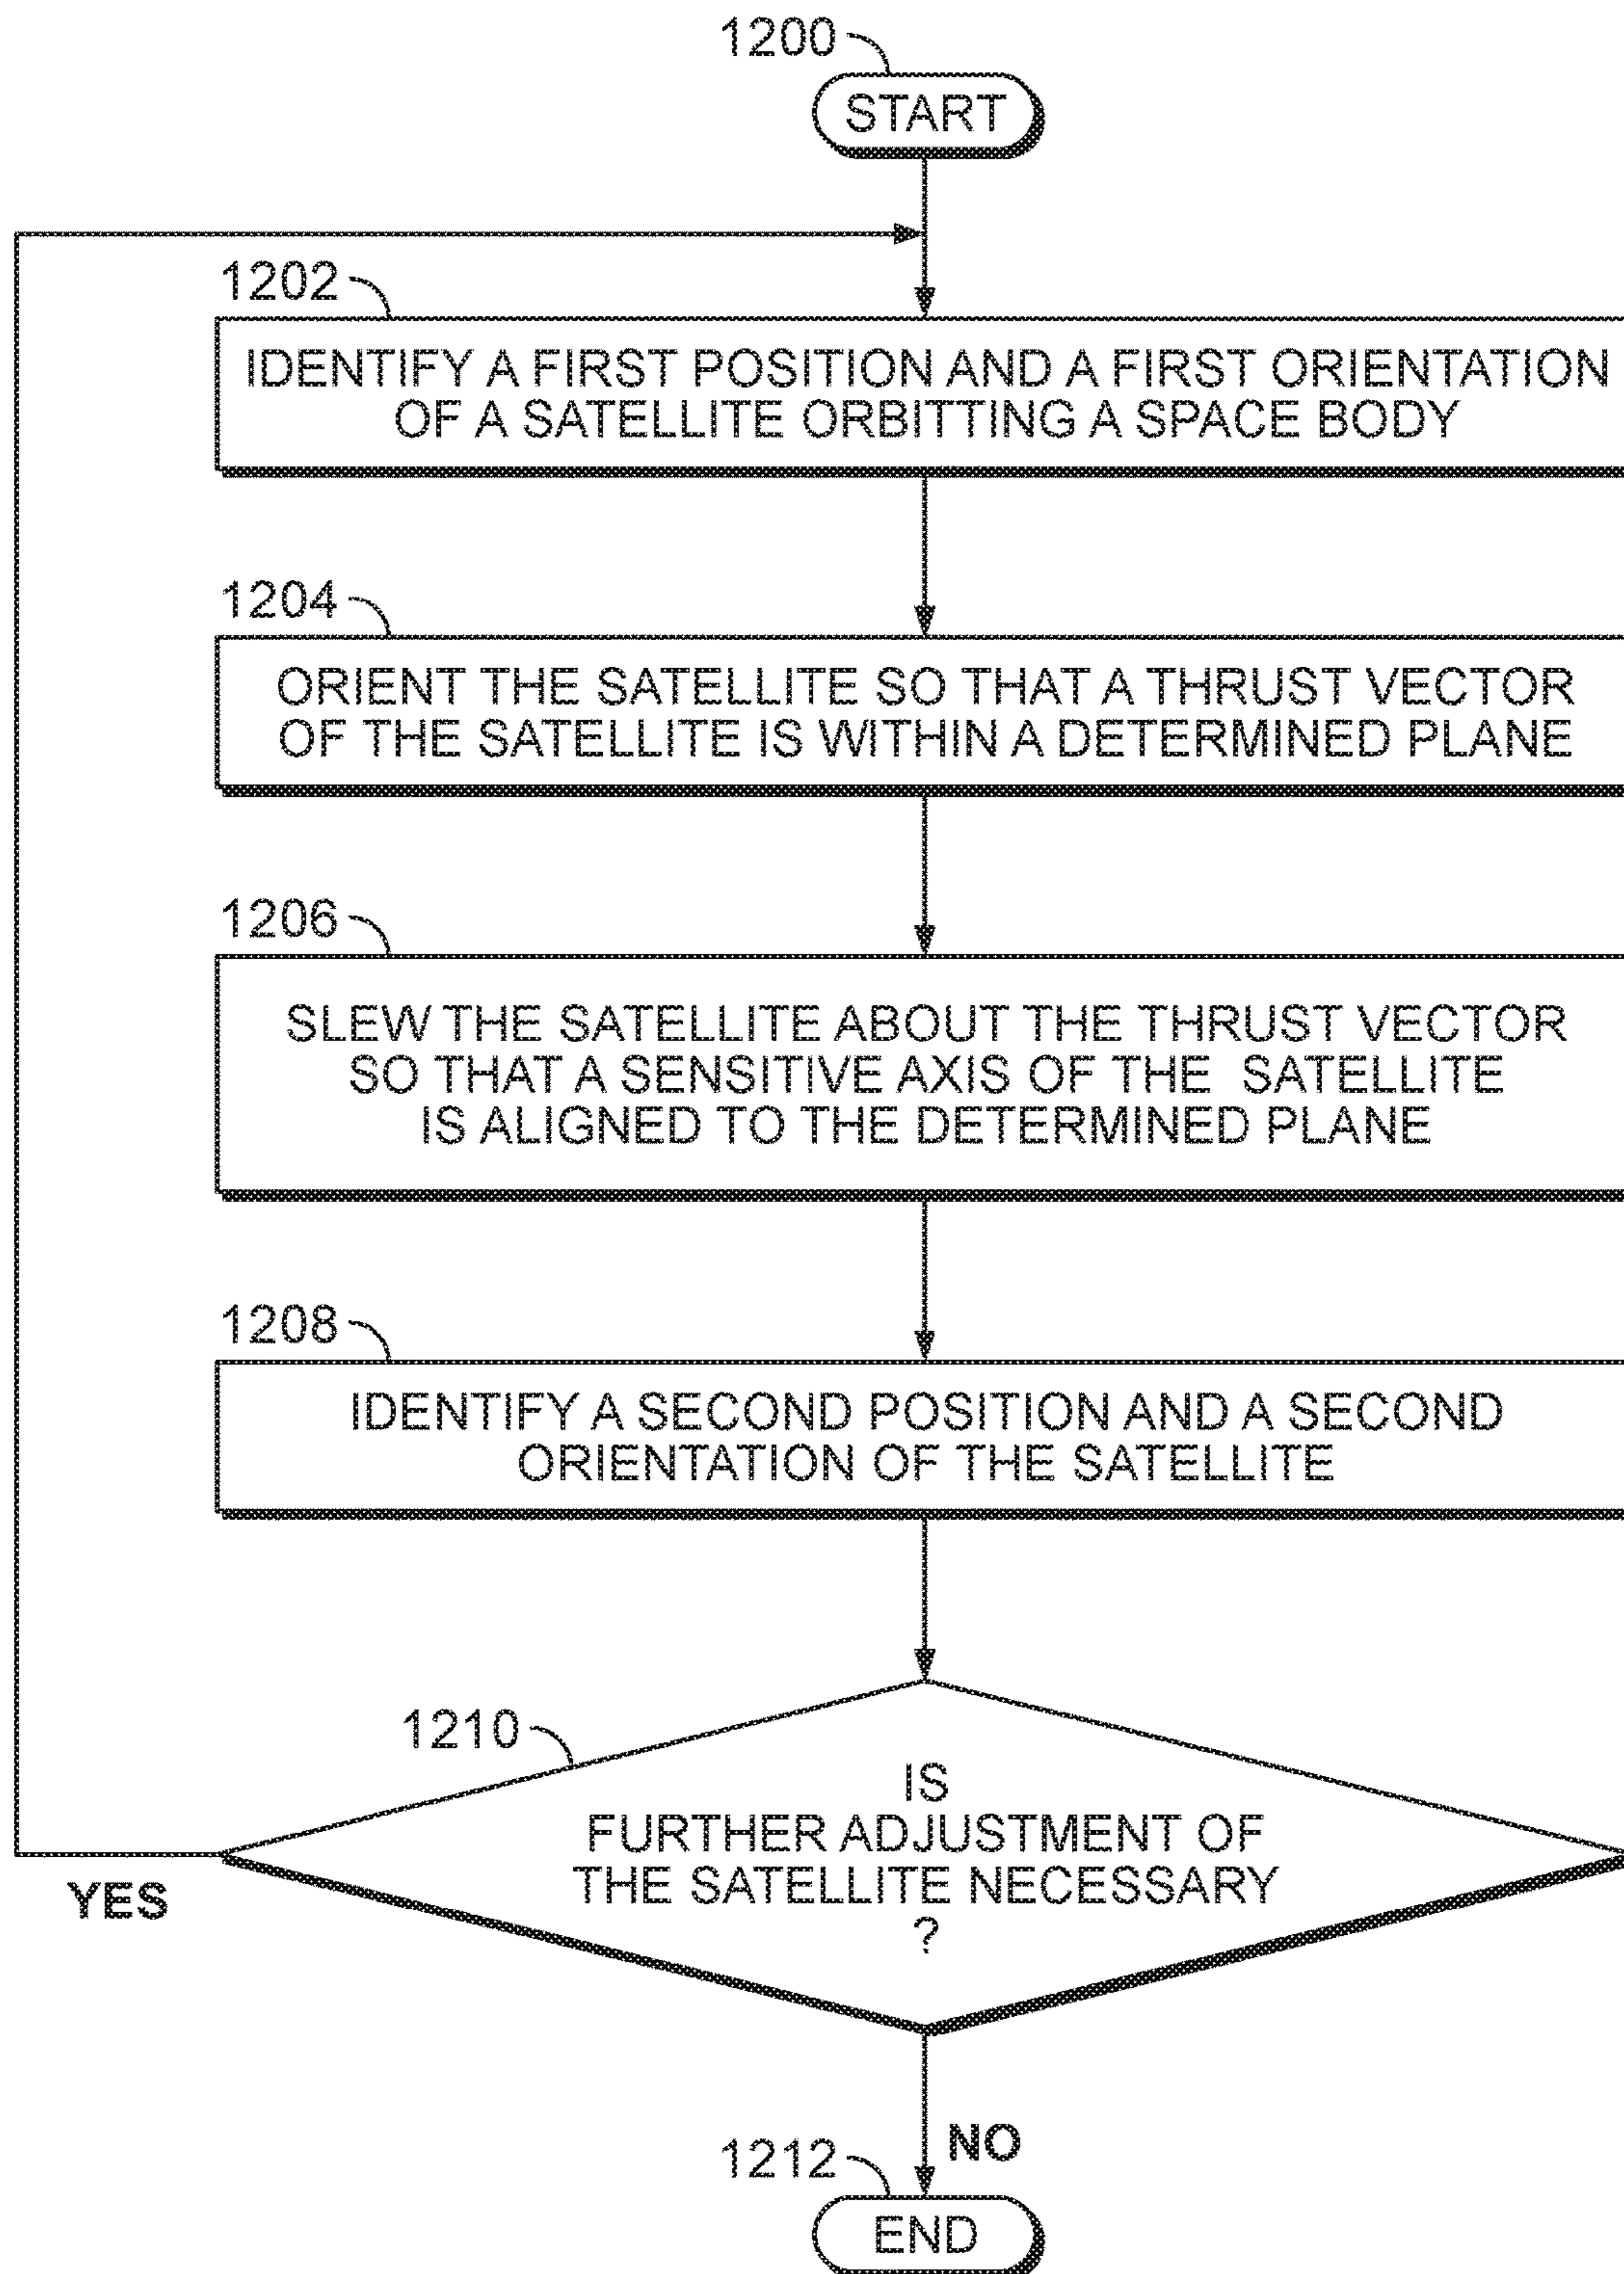 1200
START
1202
IDENTIFY A FIRST POSITION AND A FIRST ORIENTATION
OF A SATELLITE ORBITTING A SPACE BODY
1204
ORIENT THE SATELLITE SO THAT A THRUST VECTOR
OF THE SATELLITE IS WITHIN A DETERMINED PLANE
1206
SLEW THE SATELLITE ABOUT THE THRUST VECTOR
SO THAT A SENSITIVE AXIS OF THE SATELLITE
IS ALIGNED TO THE DETERMINED PLANE
1208
IDENTIFY A SECOND POSITION AND A SECOND
ORIENTATION OF THE SATELLITE
1210
IS
FURTHER ADJUSTMENT OF
THE SATELLITE NECESSARY
?
YES
NO
1212
END